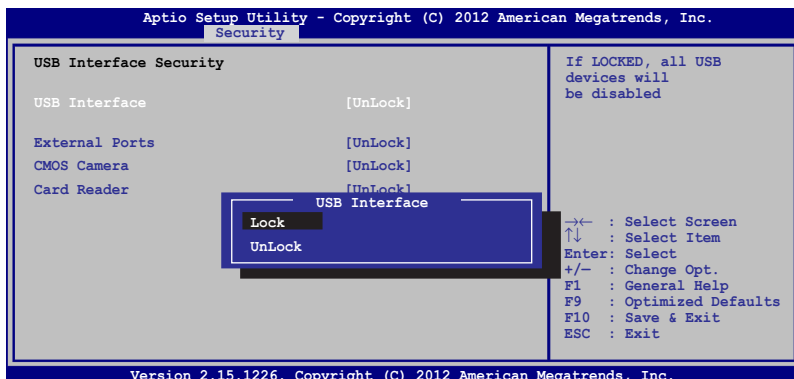 Aptio Setup Utility - Copyright (C) 2012 American Megatrends, Inc.
Security
USB Interface Security
USB Interface [UnLock]
External Ports [UnLock]
CMOS Camera [UnLock]
Card Reader [UnLock]
USB Interface
Lock
UnLock
If LOCKED, all USB
devices will
be disabled
→← : Select Screen
↑↓ : Select Item
Enter: Select
+/— : Change Opt.
F1 : General Help
F9 : Optimized Defaults
F10 : Save & Exit
ESC : Exit
Version 2.15.1226. Copyright (C) 2012 American Megatrends, Inc.